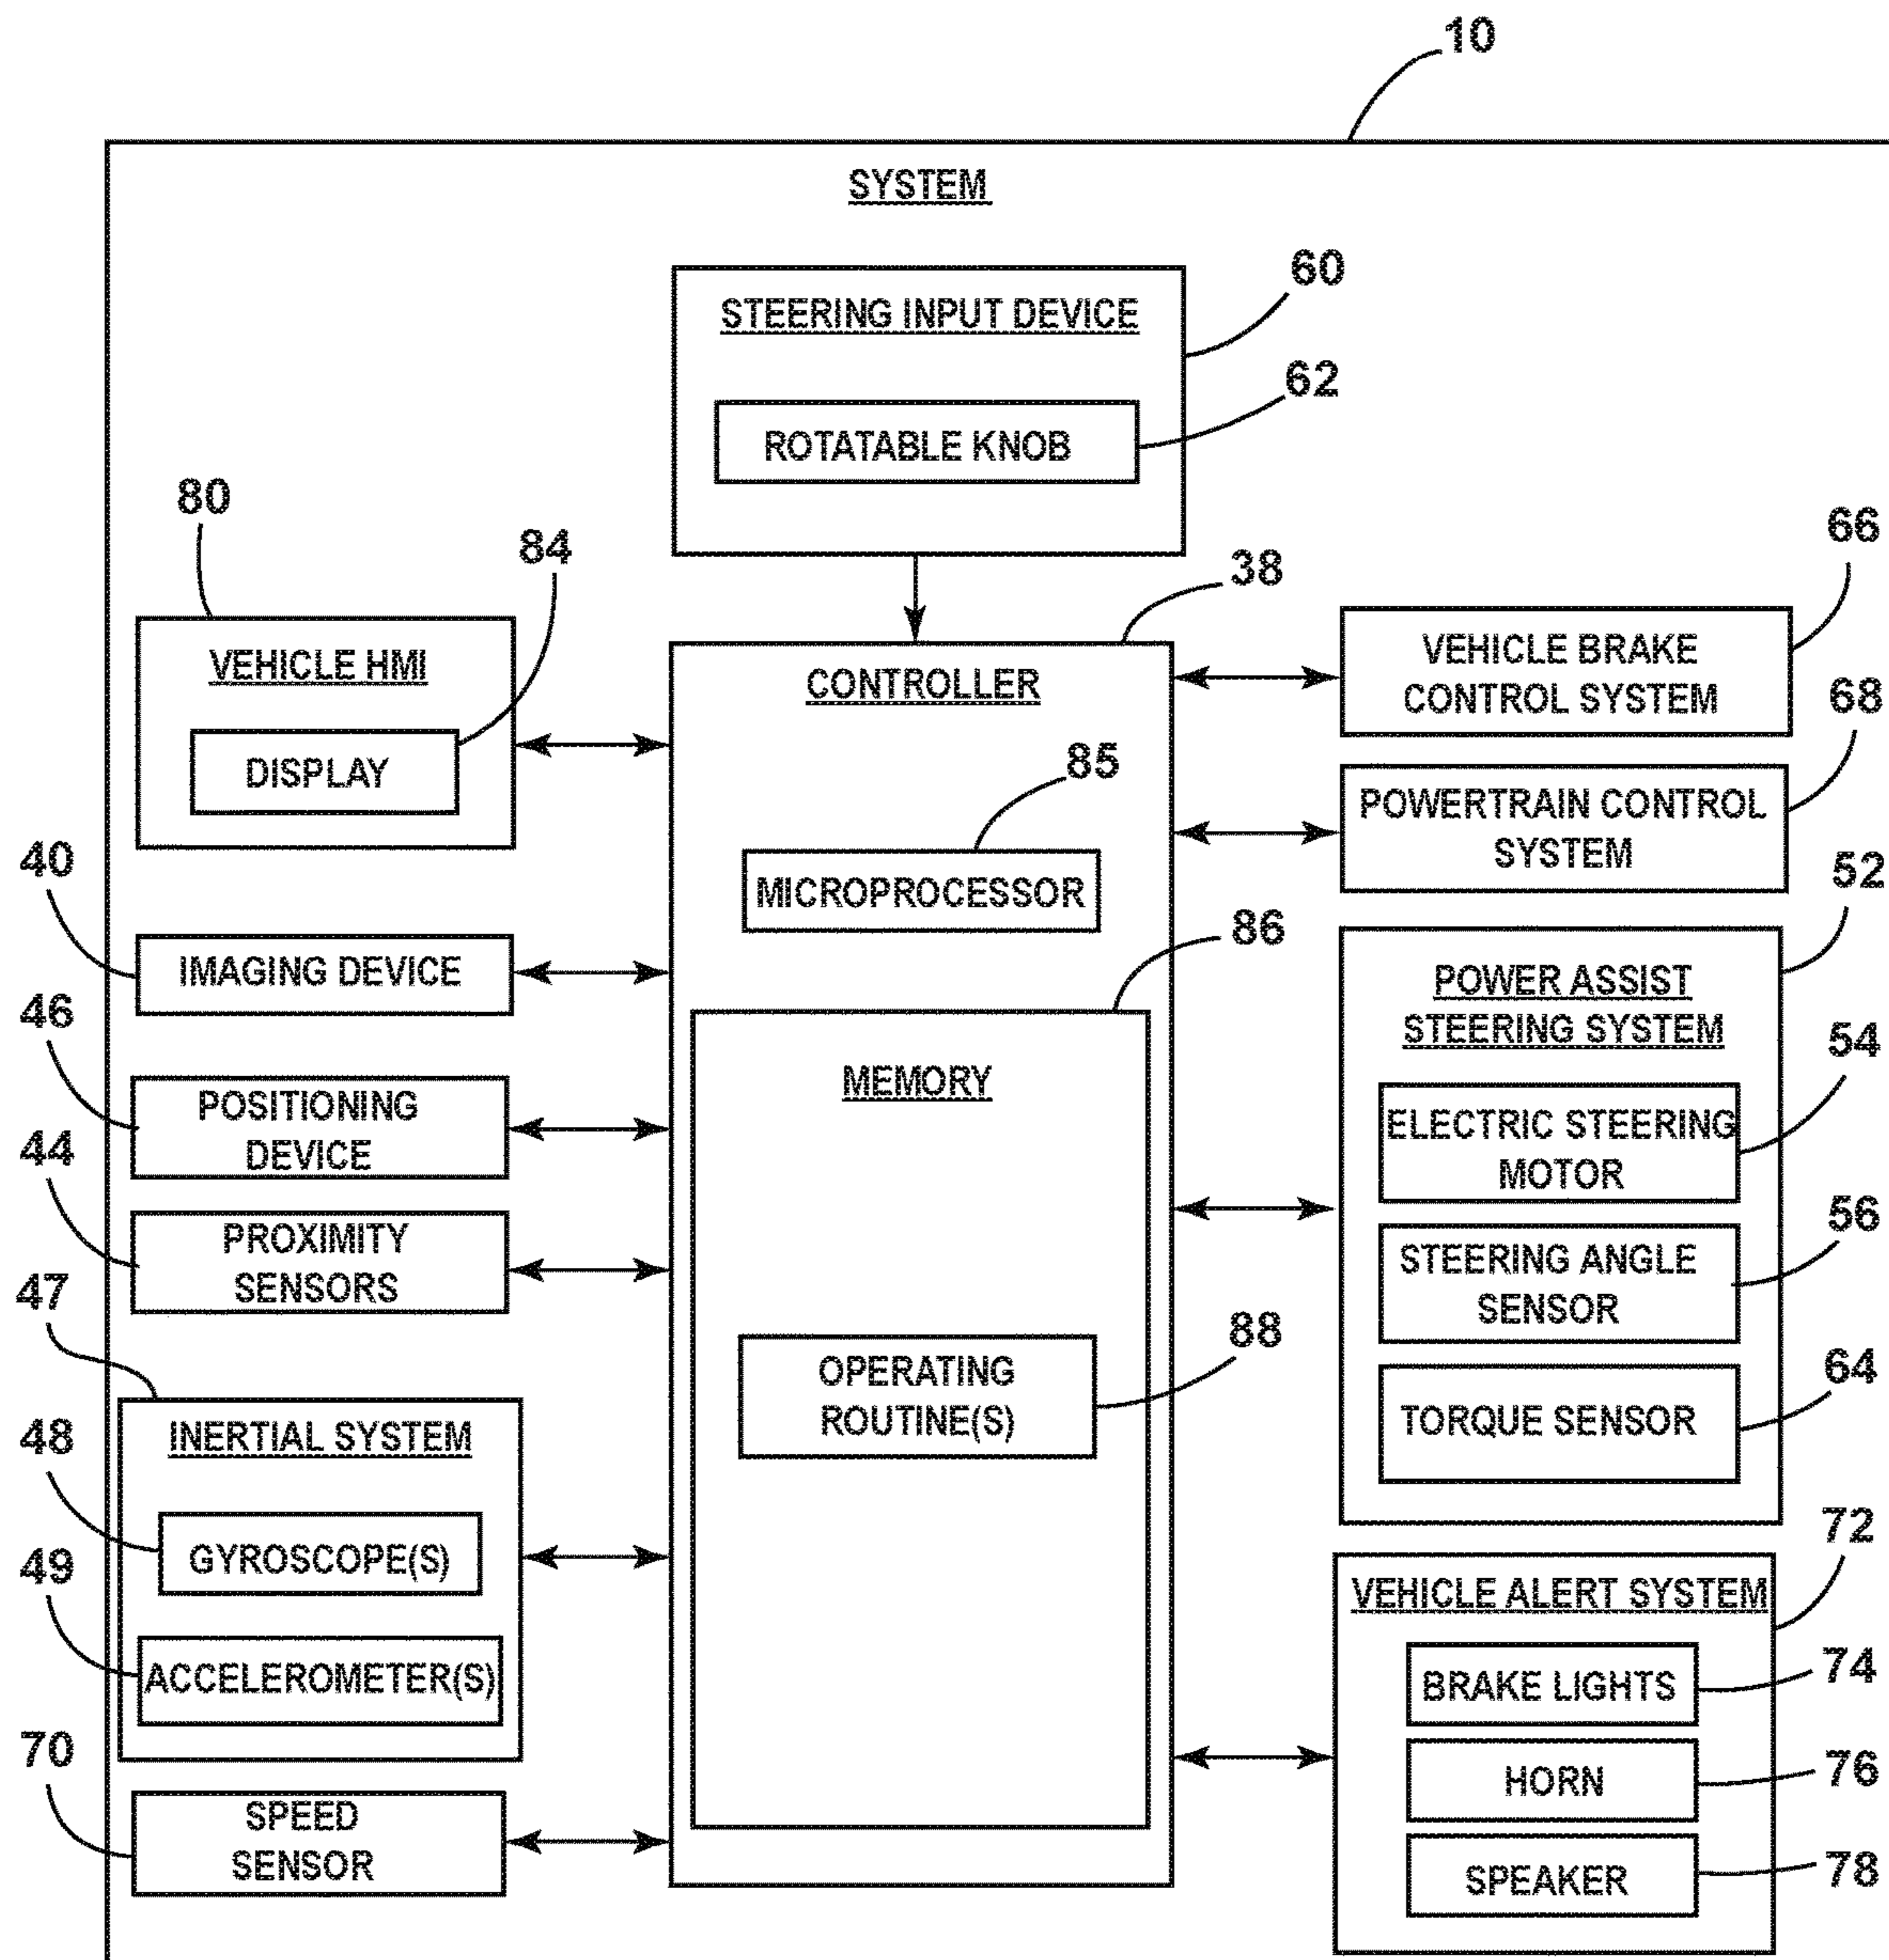 10
SYSTEM
60
STEERING INPUT DEVICE
62
ROTATABLE KNOB
80
84
VEHICLE HMI
DISPLAY
40
IMAGING DEVICE
46
POSITIONING
DEVICE
44
PROXIMITY
SENSORS
47
INERTIAL SYSTEM
48
GYROSCOPE(S)
49
ACCELEROMETER(S)
70
SPEED
SENSOR
38
CONTROLLER
85
MICROPROCESSOR
86
MEMORY
88
OPERATING
ROUTINE(S)
66
VEHICLE BRAKE
CONTROL SYSTEM
68
POWERTRAIN CONTROL
SYSTEM
52
POWER ASSIST
STEERING SYSTEM
54
ELECTRIC STEERING
MOTOR
56
STEERING ANGLE
SENSOR
64
TORQUE SENSOR
72
VEHICLE ALERT SYSTEM
74
BRAKE LIGHTS
76
HORN
78
SPEAKER